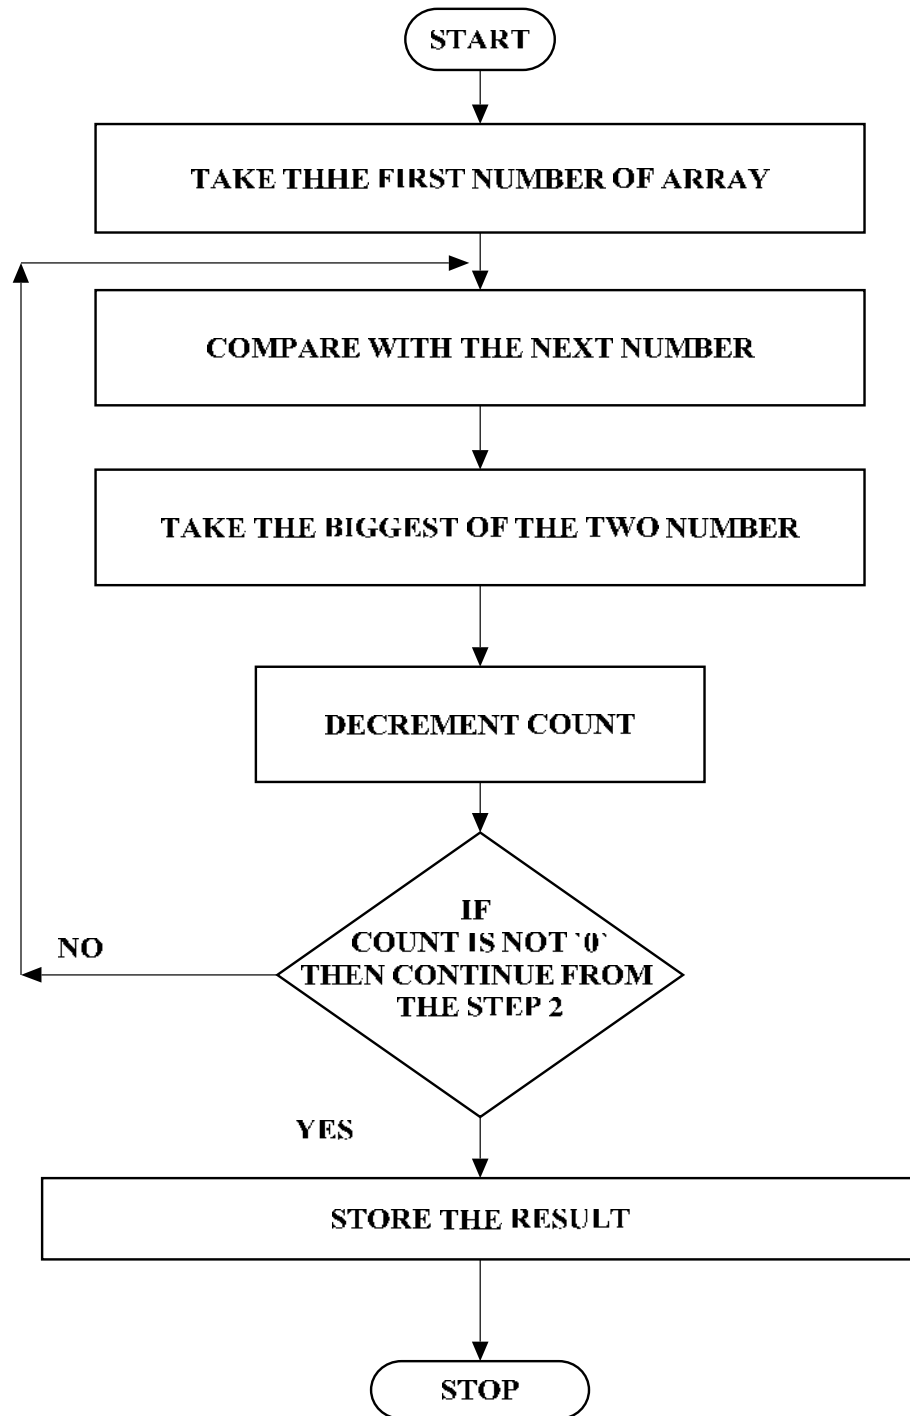 START
TAKE THHE FIRST NUMBER OF ARRAY
COMPARE WITH THE NEXT NUMBER
TAKE THE BIGGEST OF THE TWO NUMBER
DECREMENT COUNT
IF
COUNT IS NOT `0`
THEN CONTINUE FROM
THE STEP 2
NO
YES
STORE THE RESULT
STOP